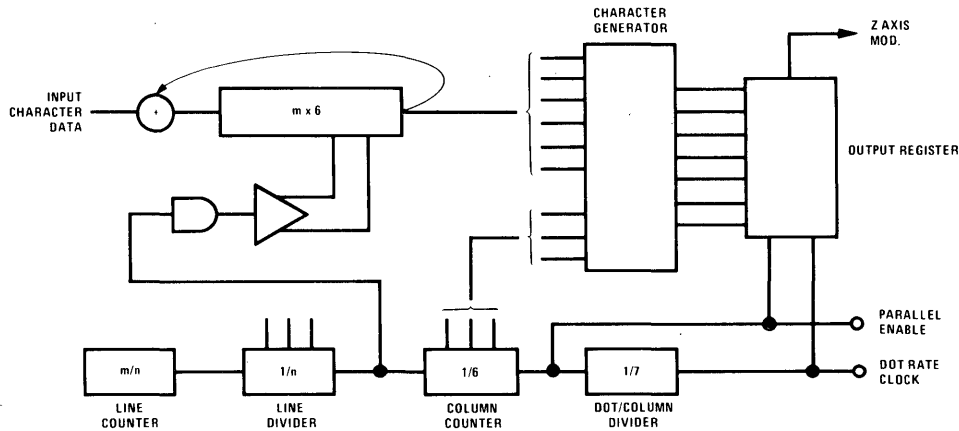 CHARACTER
GENERATOR
Z AXIS
MOD.
INPUT
CHARACTER
DATA
+
m x 6
OUTPUT REGISTER
PARALLEL
ENABLE
DOT RATE
CLOCK
m/n
1/n
1/6
1/7
LINE
COUNTER
LINE
DIVIDER
COLUMN
COUNTER
DOT/COLUMN
DIVIDER